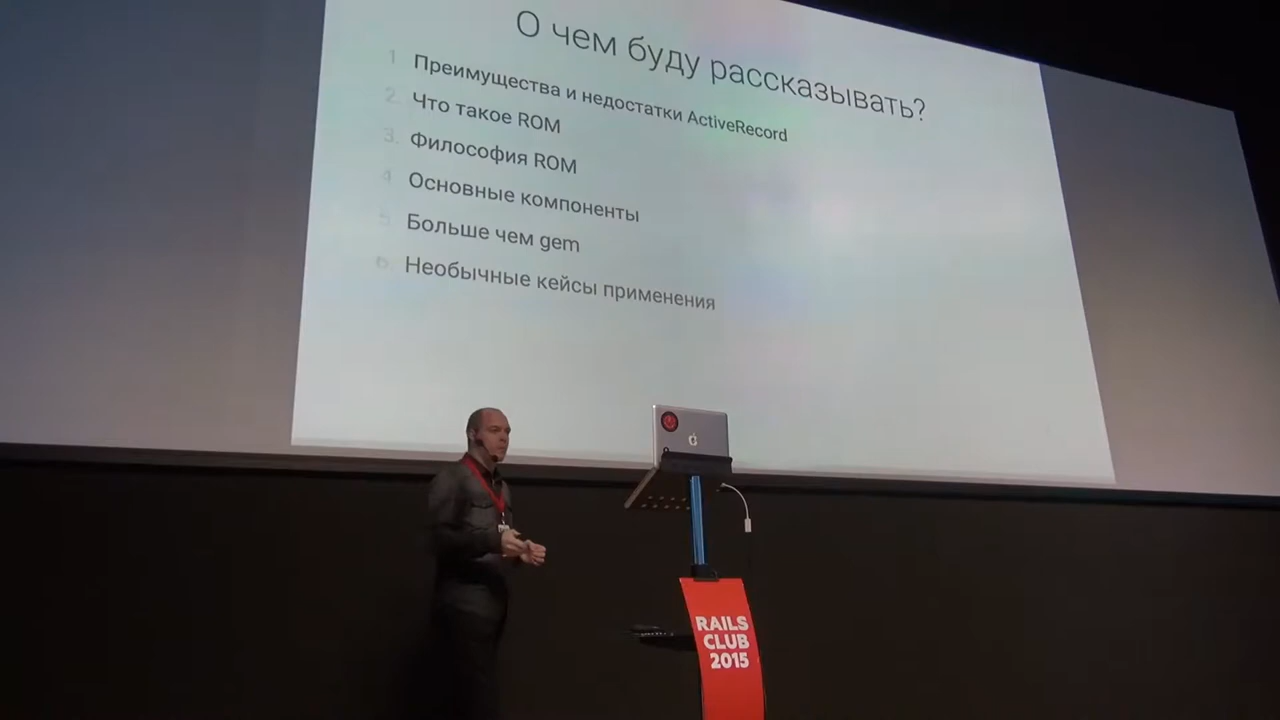 О чем буду рассказывать?
1. Преимущества и недостатки ActiveRecord
2. Что такое ROM
3. Философия ROM
4. Основные компоненты
5. Больше чем gem
6. Необычные кейсы применения
RAILS
CLUB
2015